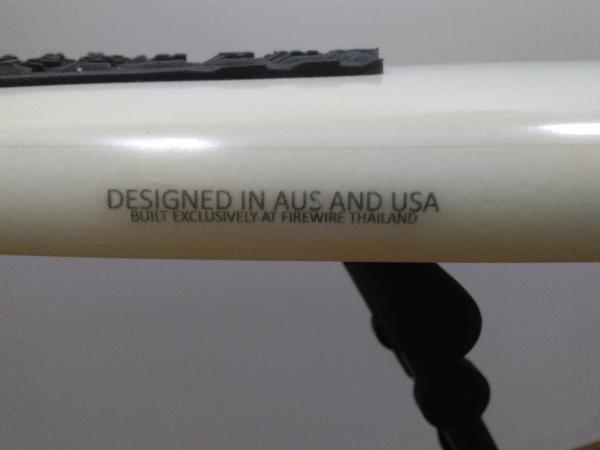 DESIGNED IN AUS AND USA
BUILT EXCLUSIVELY AT FIREWIRE THAILAND